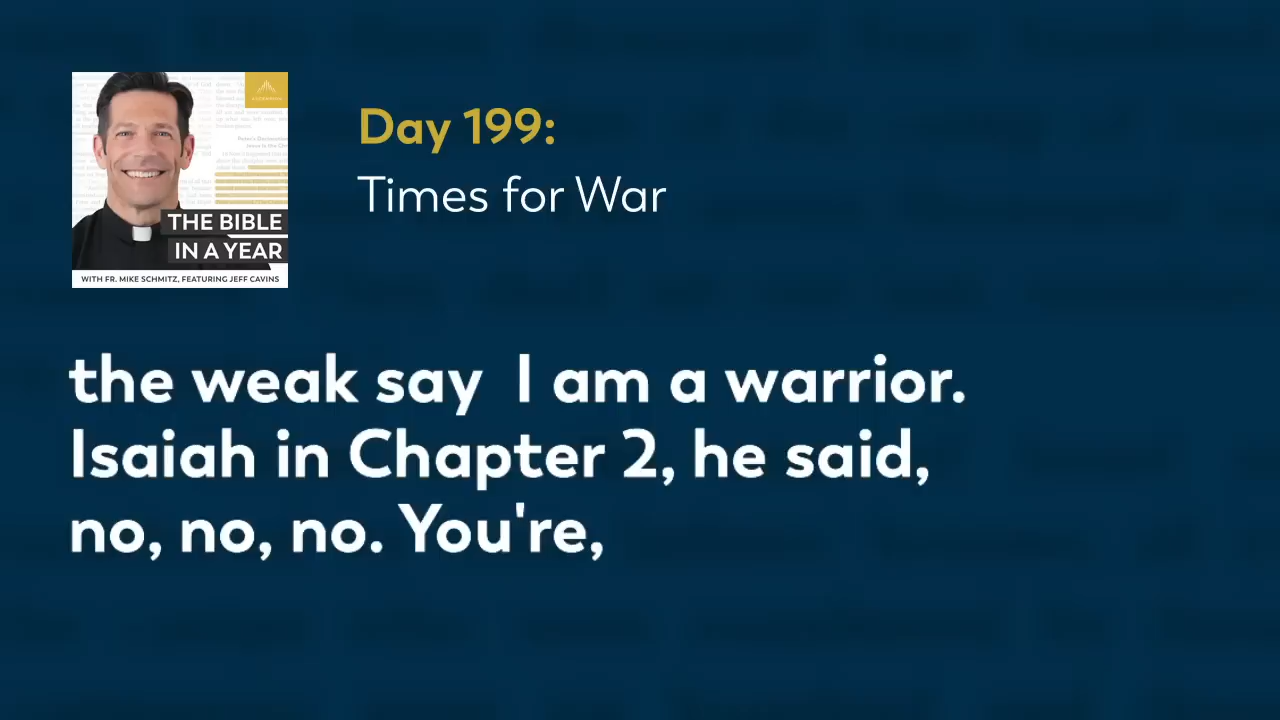 Day 199:
Times for War
THE BIBLE
IN A YEAR
WITH FR. MIKE SCHMITZ, FEATURING JEFF CAVINS
the weak say  I am a warrior.
Isaiah in Chapter 2, he said,
no, no, no. You're,